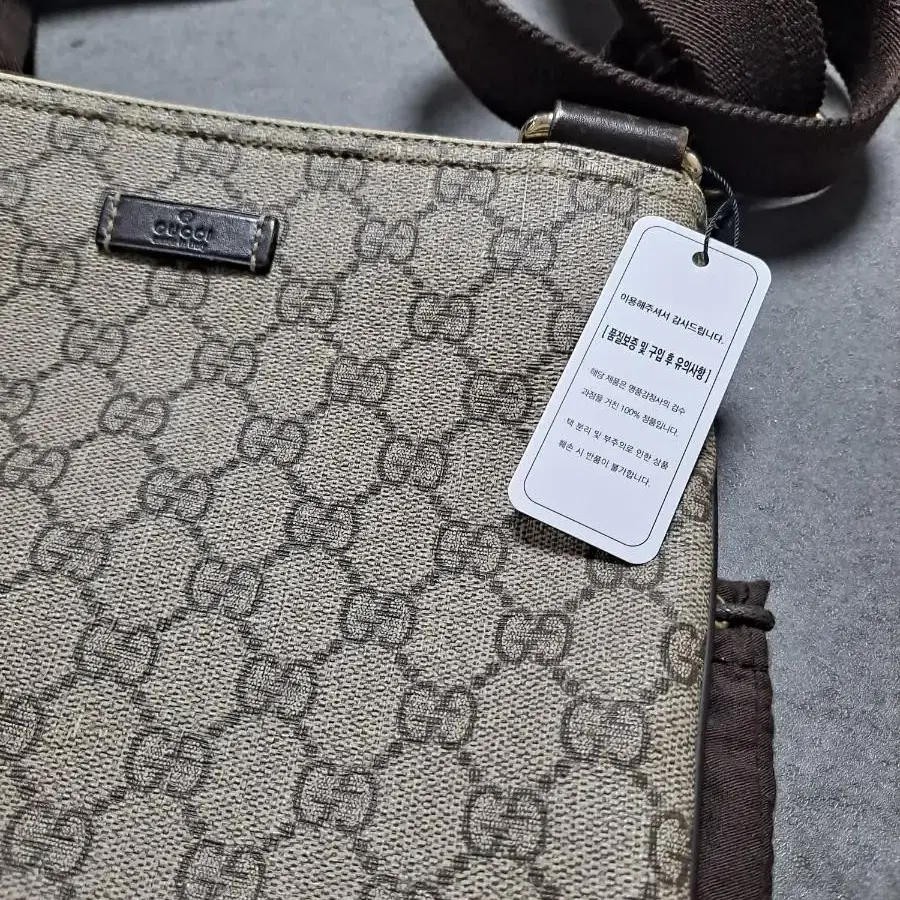 GUCCI
made in italy
이용해주셔서 감사드립니다.
[ 품질보증 및 구입 후 유의사항 ]
해당 제품은 명품감정사의 검수
과정을 거친 100% 정품입니다.
택 분리 및 부주의로 인한 상품
훼손 시 반품이 불가합니다.